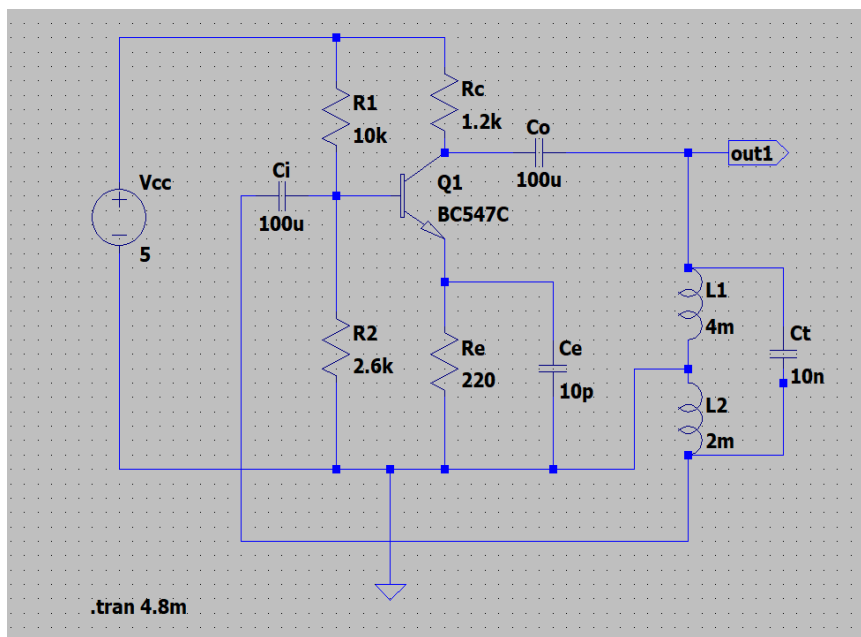 R1
10k
Rc
1.2k
Co
100u
out1
Vcc
5
Ci
100u
Q1
BC547C
L1
4m
Ct
10n
R2
2.6k
Re
220
Ce
10p
L2
2m
.tran 4.8m